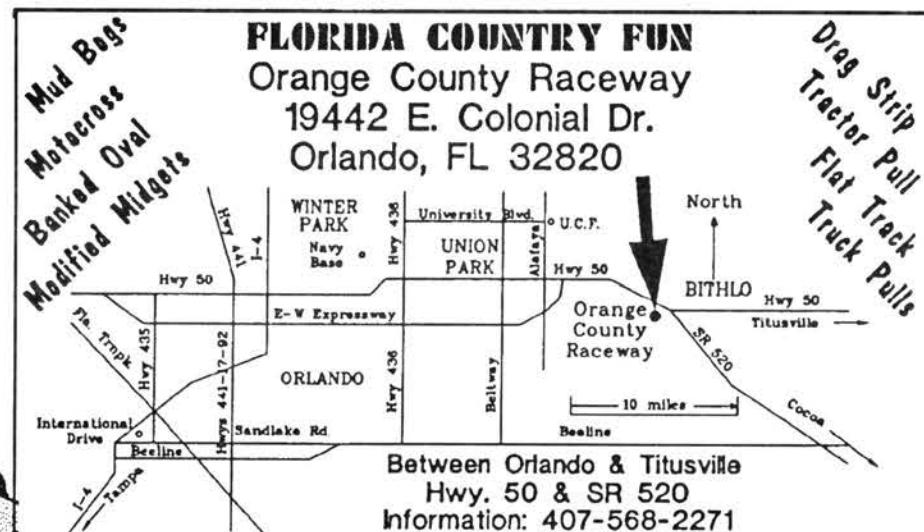 FLORIDA COUNTRY FUN
Orange County Raceway
19442 E. Colonial Dr.
Orlando, FL 32820
Mud Bogs
Motocross
Banked Oval
Modified Midgets
Drag Strip
Tractor Pull
Flat Track
Truck Pulls
Hwy 441
I-4
WINTER
PARK
Navy
Base
Hwy 436
University Blvd.
U.C.F.
UNION
PARK
Alafaya
Hwy 50
North
BITHLO
Hwy 50
Titusville
Hwy 50
E-W Expressway
Orange
County
Raceway
SR 520
Fla. Trnpk
Hwy 435
Hwys 441-17-92
ORLANDO
Hwy 436
Beltway
10 miles
Cocoa
International
Drive
Sandlake Rd.
Beeline
Beeline
I-4
Tampa
Between Orlando & Titusville
Hwy. 50 & SR 520
Information: 407-568-2271